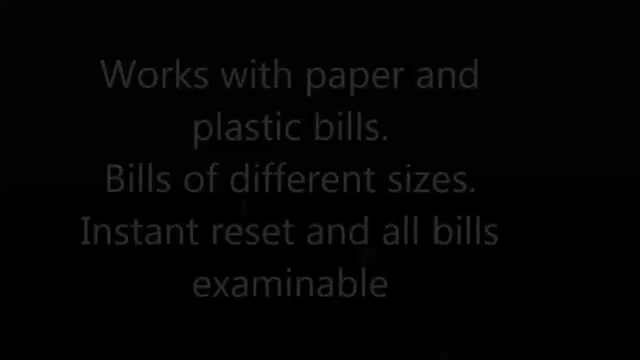 Works with paper and
plastic bills.
Bills of different sizes.
Instant reset and all bills
examinable